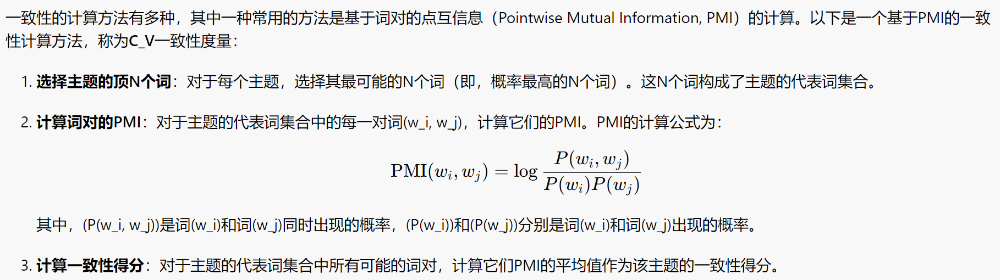 一致性的计算方法有多种，其中一种常用的方法是基于词对的点互信息（Pointwise Mutual Information, PMI）的计算。以下是一个基于PMI的一致
性计算方法，称为C_V一致性度量：
1. 选择主题的顶N个词：对于每个主题，选择其最可能的N个词（即，概率最高的N个词）。这N个词构成了主题的代表词集合。
2. 计算词对的PMI：对于主题的代表词集合中的每一对词(w_i, w_j)，计算它们的PMI。PMI的计算公式为：
PMI(w_i, w_j) = log P(w_i, w_j) / P(w_i)P(w_j)
其中，(P(w_i, w_j))是词(w_i)和词(w_j)同时出现的概率，(P(w_i))和(P(w_j))分别是词(w_i)和词(w_j)出现的概率。
3. 计算一致性得分：对于主题的代表词集合中所有可能的词对，计算它们PMI的平均值作为该主题的一致性得分。